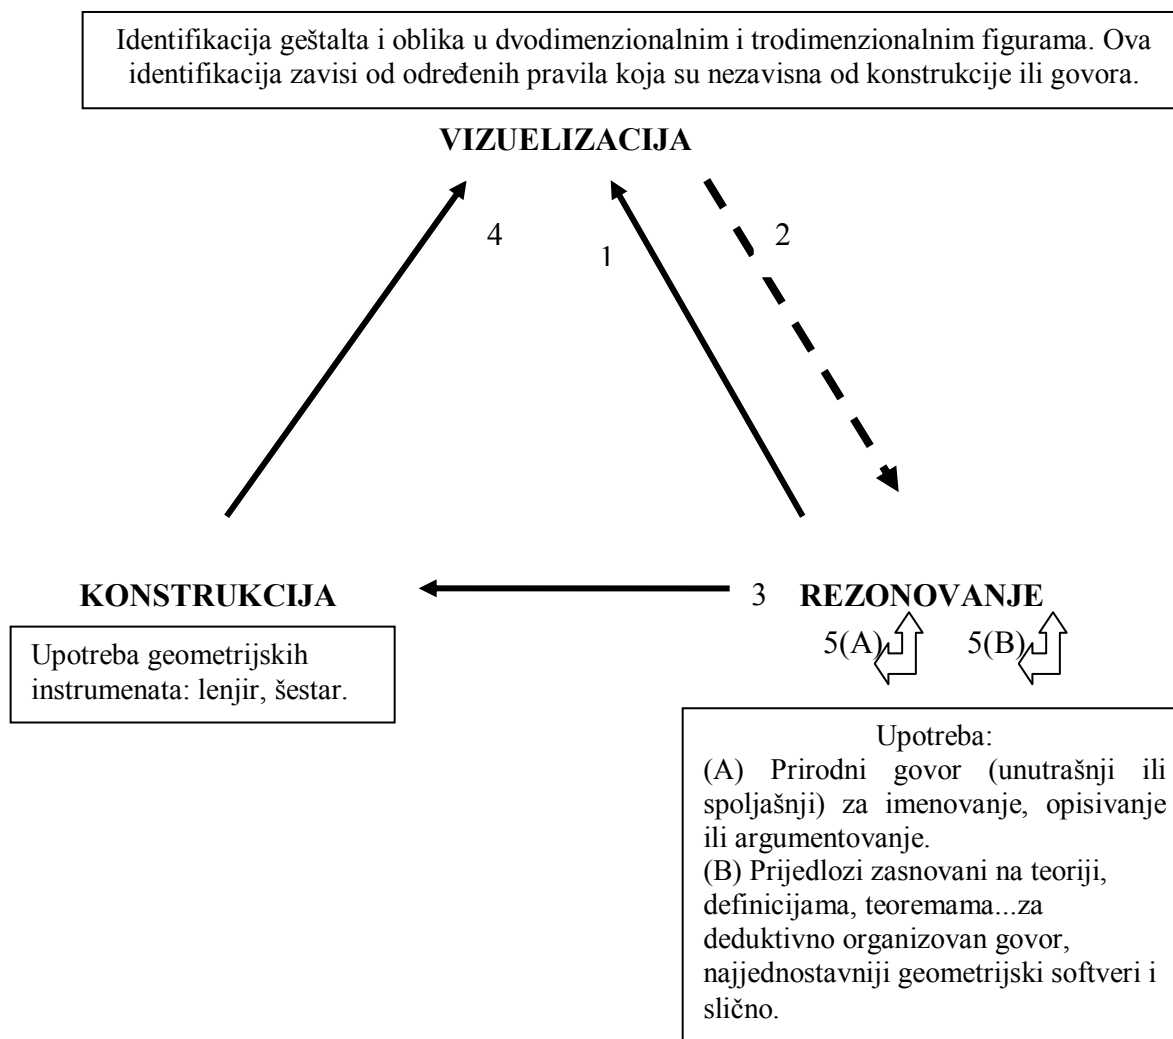 Identifikacija geštalta i oblika u dvodimenzionalnim i trodimenzionalnim figurama. Ova
identifikacija zavisi od određenih pravila koja su nezavisna od konstrukcije ili govora.
VIZUELIZACIJA
4
1
2
KONSTRUKCIJA
3
REZONOVANJE
5(A)
5(B)
Upotreba geometrijskih
instrumenata: lenjir, šestar.
Upotreba:
(A) Prirodni govor (unutrašnji ili
spoljašnji) za imenovanje, opisivanje
ili argumentovanje.
(B) Prijedlozi zasnovani na teoriji,
definicijama, teoremama...za
deduktivno organizovan govor,
najjednostavniji geometrijski softveri i
slično.